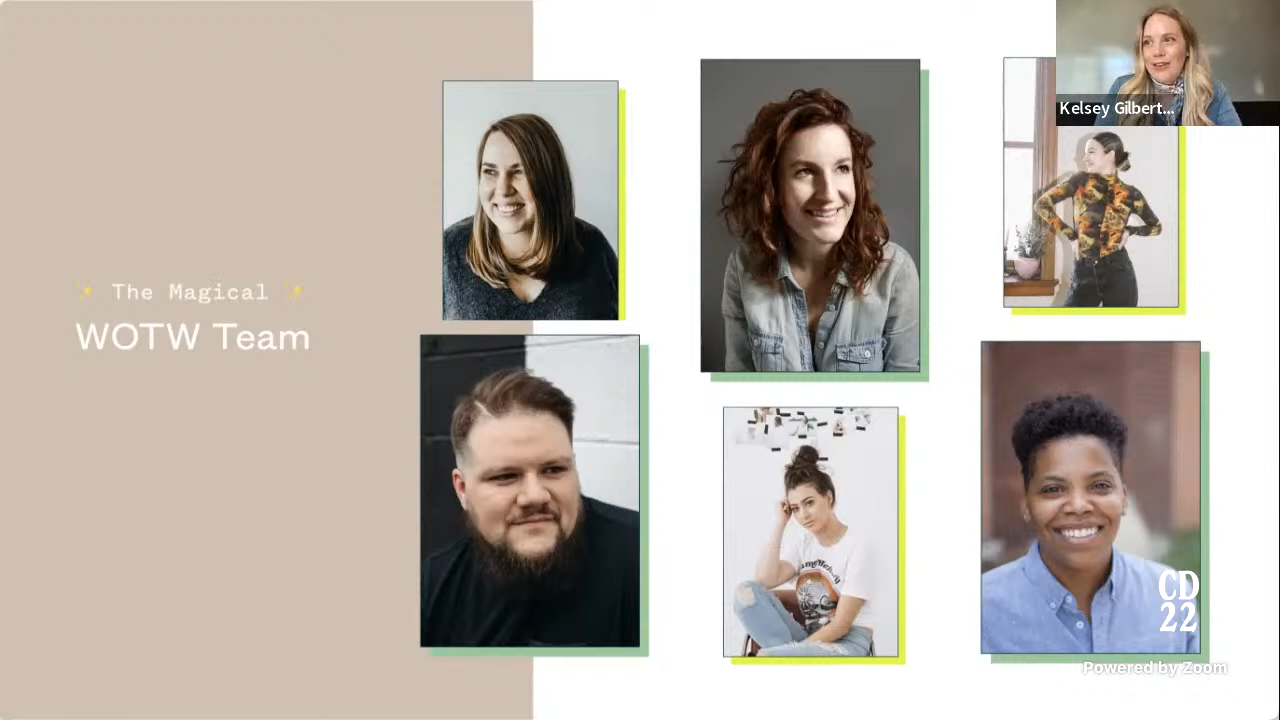 ✨ The Magical ✨
WOTW Team
Kelsey Gilbert...
CD
22
Powered by Zoom